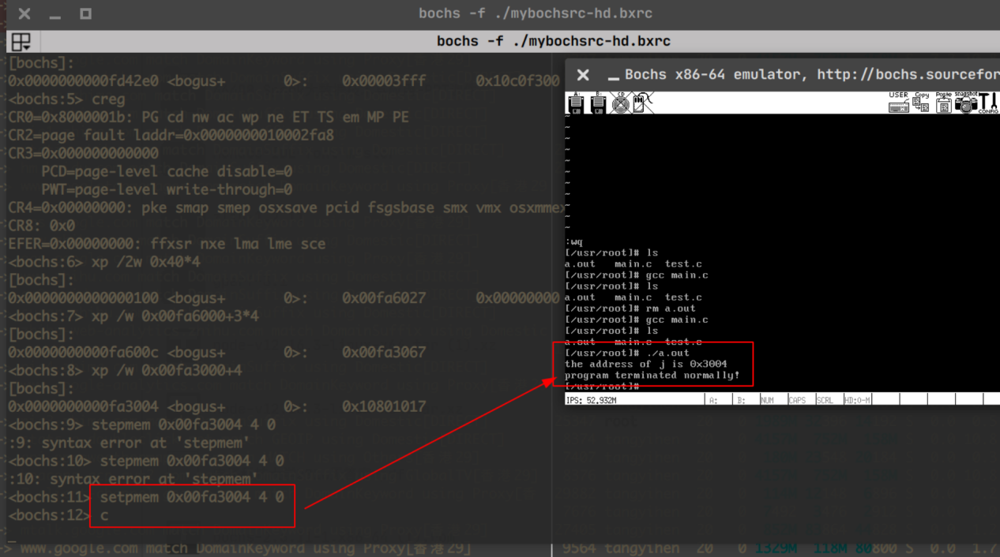 bochs -f ./mybochsrc-hd.bxrc
bochs -f ./mybochsrc-hd.bxrc
[bochs]:
0x0000000000fd42e0 <bogus+       0>:    0x00003fff      0x10c0f300
<bochs:5> creg
CR0=0x8000001b: PG cd nw ac wp ne ET TS em MP PE
CR2=page fault laddr=0x0000000010002fa8
CR3=0x000000000000
    PCD=page-level cache disable=0
    PWT=page-level write-through=0
CR4=0x00000000: pke smap smep osxsave pcid fsgsbase smx vmx osxmmex
CR8: 0x0
EFER=0x00000000: ffxsr nxe lma lme sce
<bochs:6> xp /2w 0x40*4
[bochs]:
0x0000000000000100 <bogus+       0>:    0x00fa6027      0x00000000
<bochs:7> xp /w 0x00fa6000+3*4
[bochs]:
0x0000000000fa600c <bogus+       0>:    0x00fa3067
<bochs:8> xp /w 0x00fa3000+4
[bochs]:
0x0000000000fa3004 <bogus+       0>:    0x10801017
<bochs:9> stepmem 0x00fa3004 4 0
:9: syntax error at 'stepmem'
<bochs:10> stepmem 0x00fa3004 4 0
:10: syntax error at 'stepmem'
<bochs:11> setpmem 0x00fa3004 4 0
<bochs:12> c
-> www.google.com match DomainKeyword using Proxy[香港29]
9564 tangyihen 20 0 1329M 118M 80800 S 0.0 1.7
Bochs x86-64 emulator, http://bochs.sourcefor
A: B: CD USER Copy Paste snapshot CONFIG
~
~
~
~
~
~
~
~
~
~
~
:wq
[/usr/root]# ls
a.out   main.c  test.c
[/usr/root]# gcc main.c
[/usr/root]# ls
a.out   main.c  test.c
[/usr/root]# rm a.out
[/usr/root]# gcc main.c
[/usr/root]# ls
a.out   main.c  test.c
[/usr/root]# ./a.out
the address of j is 0x3004
program terminated normally!
[/usr/root]#
IPS: 52.932M A: B: NUM CAPS SCRL HD:0-M